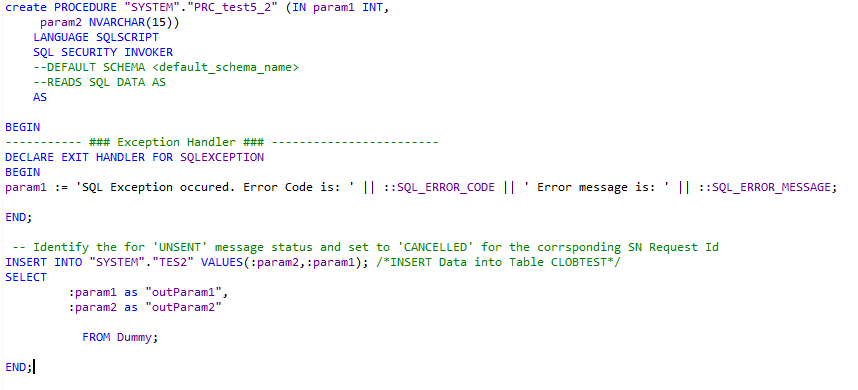 create PROCEDURE "SYSTEM"."PRC_test5_2" (IN param1 INT,
param2 NVARCHAR(15))
LANGUAGE SQLSCRIPT
SQL SECURITY INVOKER
--DEFAULT SCHEMA <default_schema_name>
--READS SQL DATA AS
AS
BEGIN
----------- ### Exception Handler ### ------------------------
DECLARE EXIT HANDLER FOR SQLEXCEPTION
BEGIN
param1 := 'SQL Exception occured. Error Code is: ' || ::SQL_ERROR_CODE || ' Error message is: ' || ::SQL_ERROR_MESSAGE;
END;
-- Identify the for 'UNSENT' message status and set to 'CANCELLED' for the corrsponding SN Request Id
INSERT INTO "SYSTEM"."TES2" VALUES(:param2,:param1); /*INSERT Data into Table CLOBTEST*/
SELECT
:param1 as "outParam1",
:param2 as "outParam2"
FROM Dummy;
END;